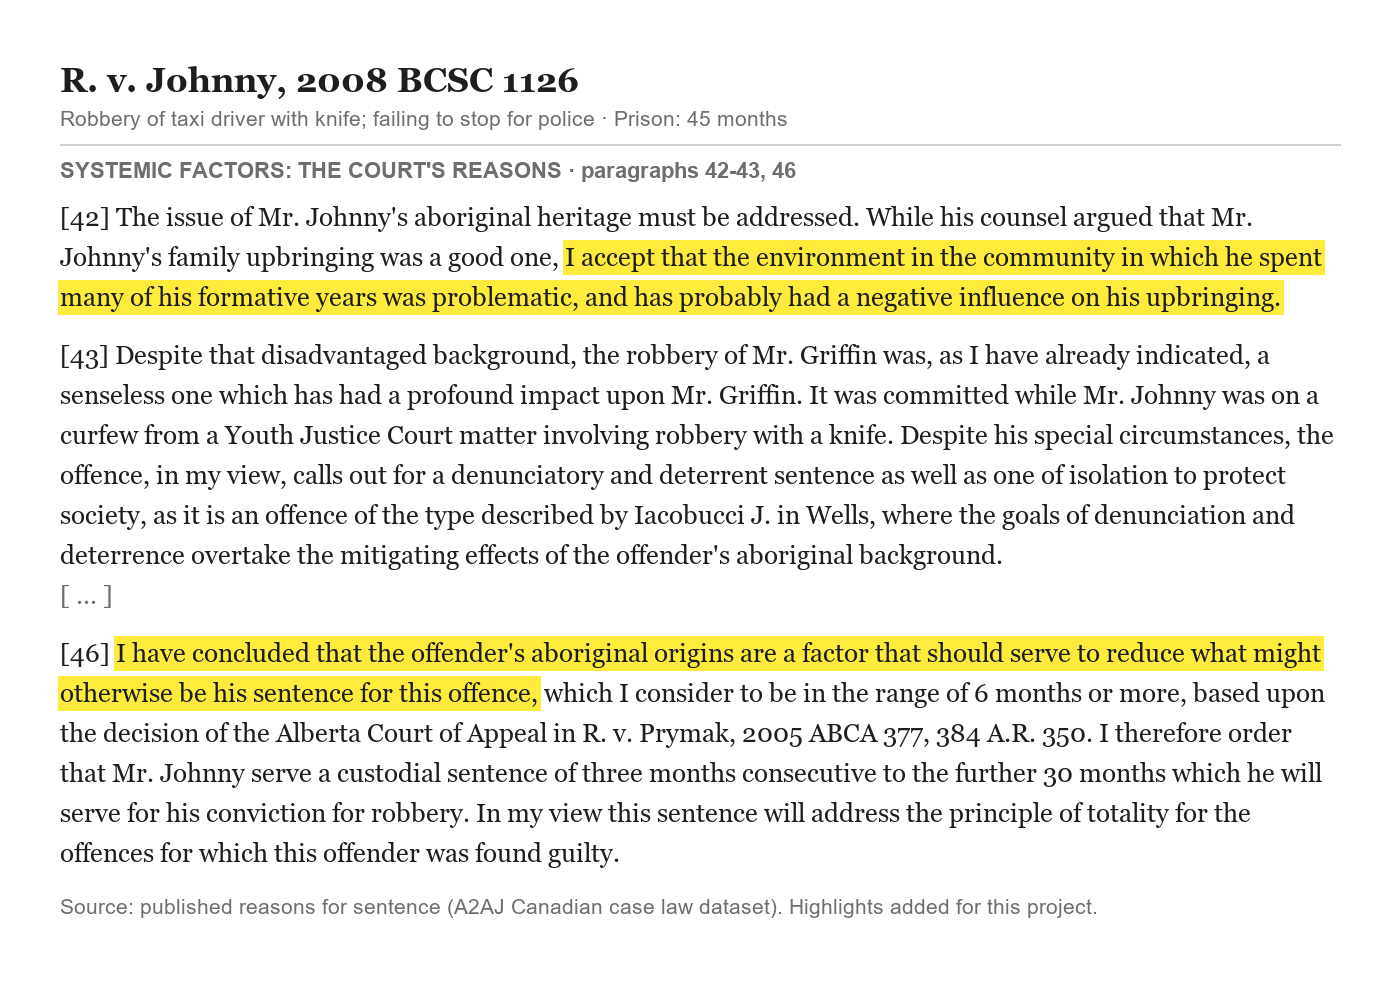 R. v. Johnny, 2008 BCSC 1126
Robbery of taxi driver with knife; failing to stop for police · Prison: 45 months
SYSTEMIC FACTORS: THE COURT'S REASONS · paragraphs 42-43, 46
[42] The issue of Mr. Johnny's aboriginal heritage must be addressed. While his counsel argued that Mr.
Johnny's family upbringing was a good one, I accept that the environment in the community in which he spent
many of his formative years was problematic, and has probably had a negative influence on his upbringing.
[43] Despite that disadvantaged background, the robbery of Mr. Griffin was, as I have already indicated, a
senseless one which has had a profound impact upon Mr. Griffin. It was committed while Mr. Johnny was on a
curfew from a Youth Justice Court matter involving robbery with a knife. Despite his special circumstances, the
offence, in my view, calls out for a denunciatory and deterrent sentence as well as one of isolation to protect
society, as it is an offence of the type described by Iacobucci J. in Wells, where the goals of denunciation and
deterrence overtake the mitigating effects of the offender's aboriginal background.
[ ... ]
[46] I have concluded that the offender's aboriginal origins are a factor that should serve to reduce what might
otherwise be his sentence for this offence, which I consider to be in the range of 6 months or more, based upon
the decision of the Alberta Court of Appeal in R. v. Prymak, 2005 ABCA 377, 384 A.R. 350. I therefore order
that Mr. Johnny serve a custodial sentence of three months consecutive to the further 30 months which he will
serve for his conviction for robbery. In my view this sentence will address the principle of totality for the
offences for which this offender was found guilty.
Source: published reasons for sentence (A2AJ Canadian case law dataset). Highlights added for this project.